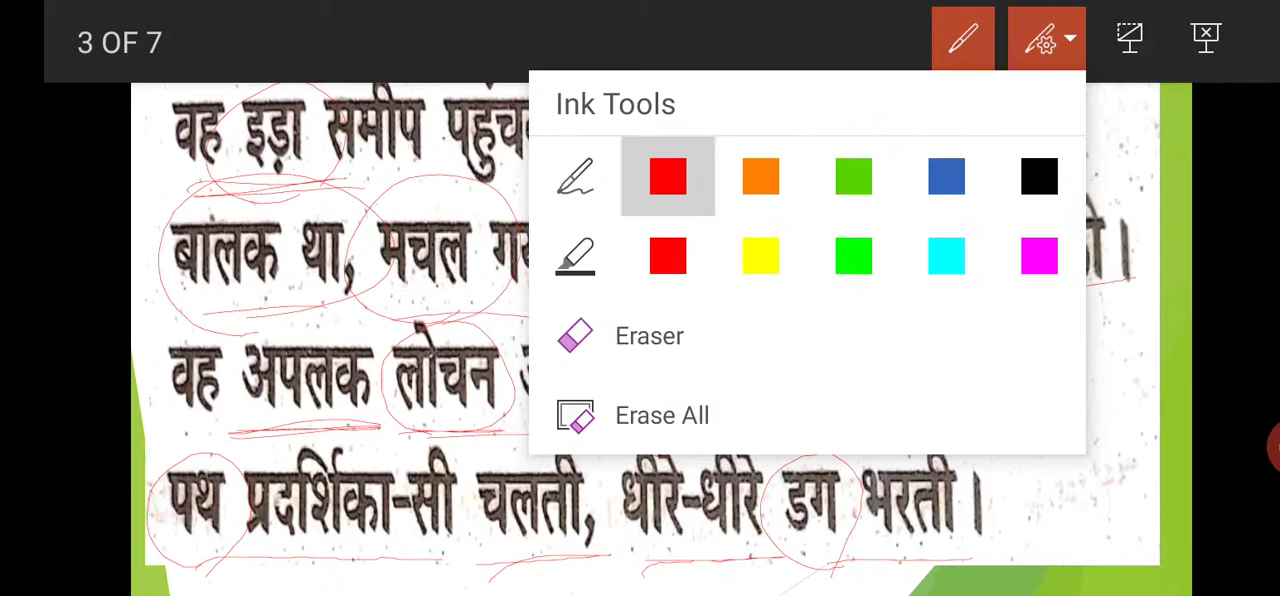 3 OF 7
Ink Tools
Eraser
Erase All
वह इड़ा समीप
बालक था, मचल
वह अपलक लोचन
पथ प्रदर्शिका-सी चलती, धीरे-धीरे डग भरती।